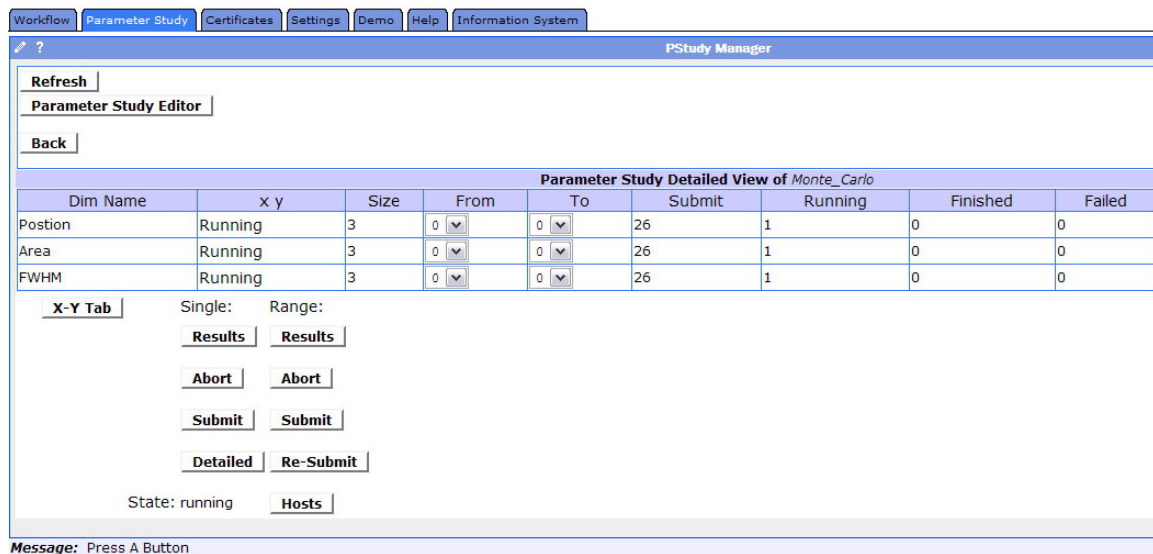 Workflow Parameter Study Certificates Settings Demo Help Information System
? PStudy Manager
Refresh
Parameter Study Editor
Back
Parameter Study Detailed View of Monte_Carlo
Dim Name x y Size From To Submit Running Finished Failed
Postion Running 3 0 0 26 1 0 0
Area Running 3 0 0 26 1 0 0
FWHM Running 3 0 0 26 1 0 0
X-Y Tab Single: Range:
Results Results
Abort Abort
Submit Submit
Detailed Re-Submit
State: running Hosts
Message: Press A Button